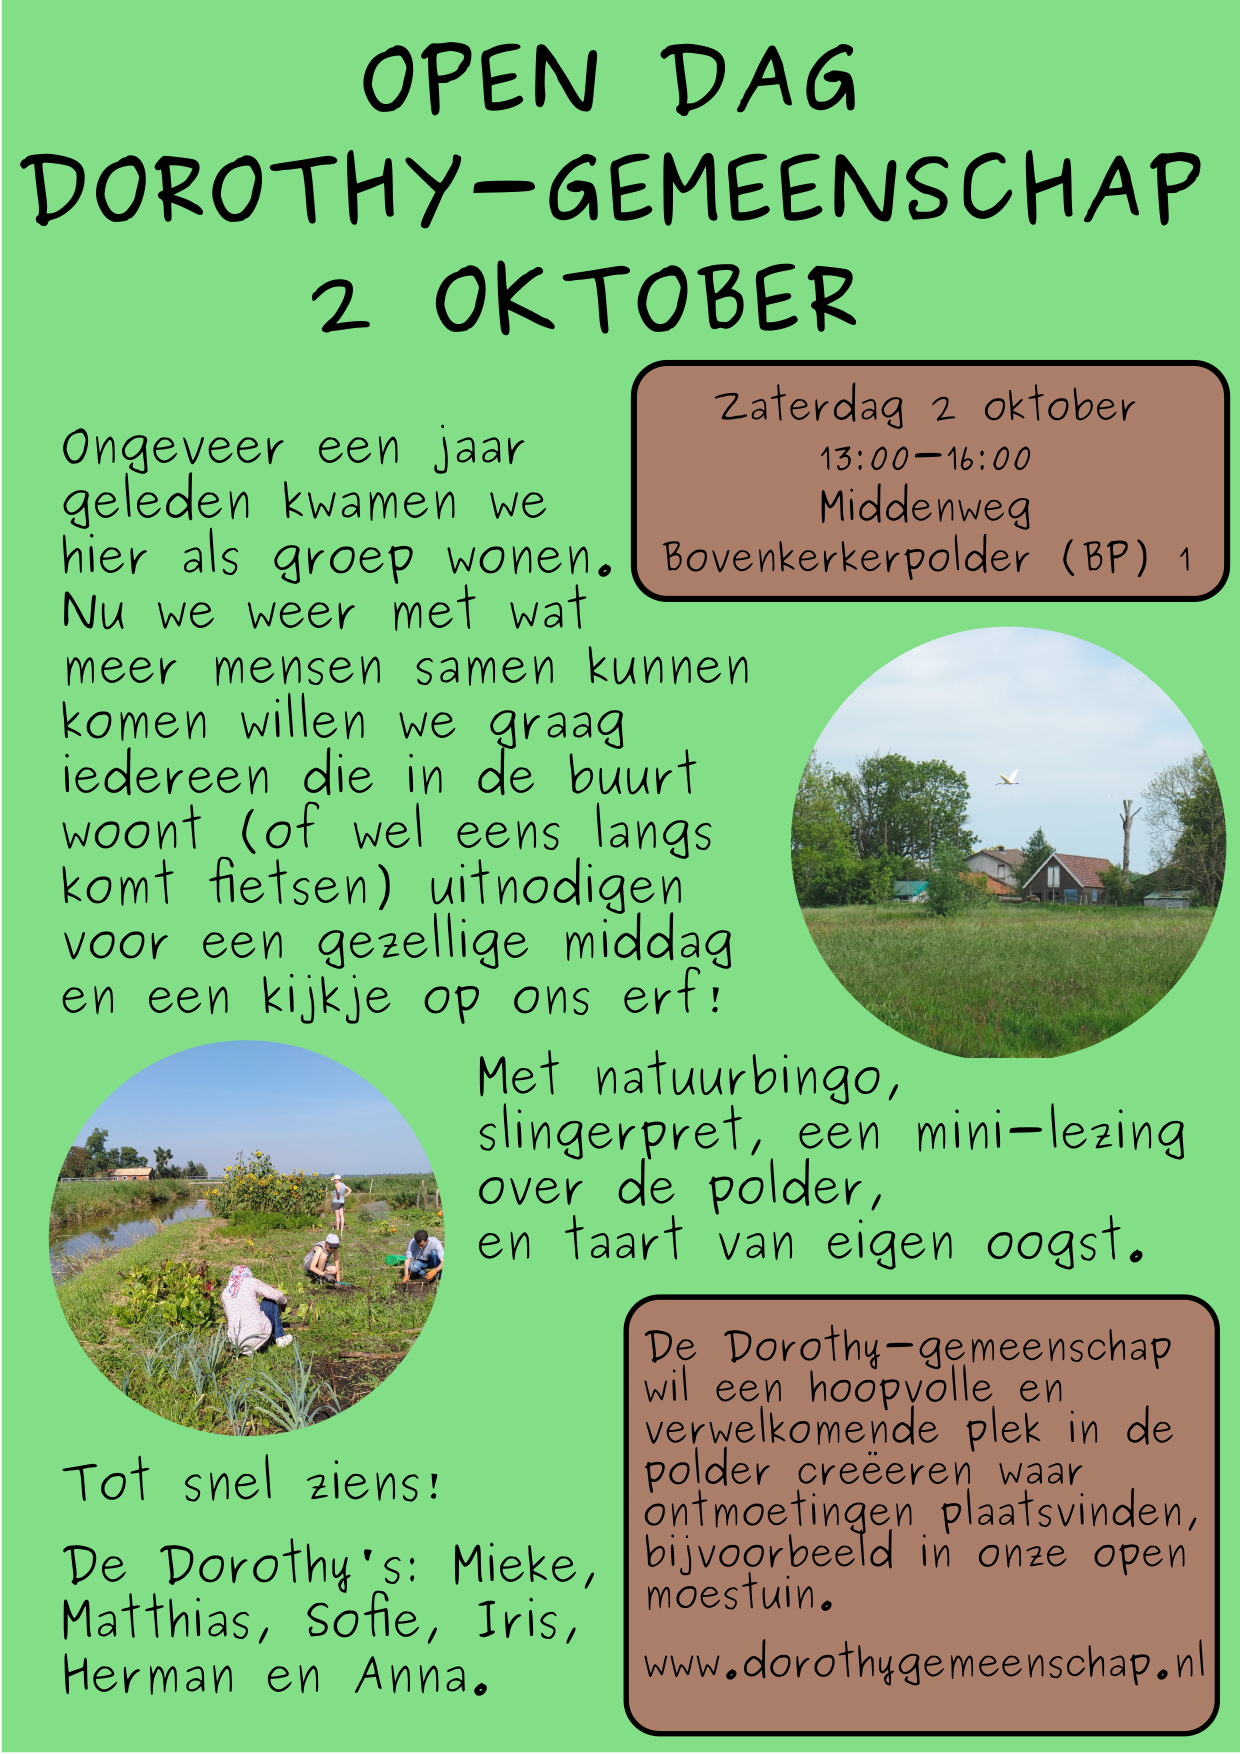 OPEN DAG
DOROTHY-GEMEENSCHAP
2 OKTOBER
Zaterdag 2 oktober
13:00-16:00
Middenweg
Bovenkerkerpolder (BP) 1
Ongeveer een jaar
geleden kwamen we
hier als groep wonen.
Nu we weer met wat
meer mensen samen kunnen
komen willen we graag
iedereen die in de buurt
woont (of wel eens langs
komt fietsen) uitnodigen
voor een gezellige middag
en een kijkje op ons erf!
Met natuurbingo,
slingerpret, een mini-lezing
over de polder,
en taart van eigen oogst.
Tot snel ziens!
De Dorothy's: Mieke,
Matthias, Sofie, Iris,
Herman en Anna.
De Dorothy-gemeenschap
wil een hoopvolle en
verwelkomende plek in de
polder creëeren waar
ontmoetingen plaatsvinden,
bijvoorbeeld in onze open
moestuin.
www.dorothygemeenschap.nl